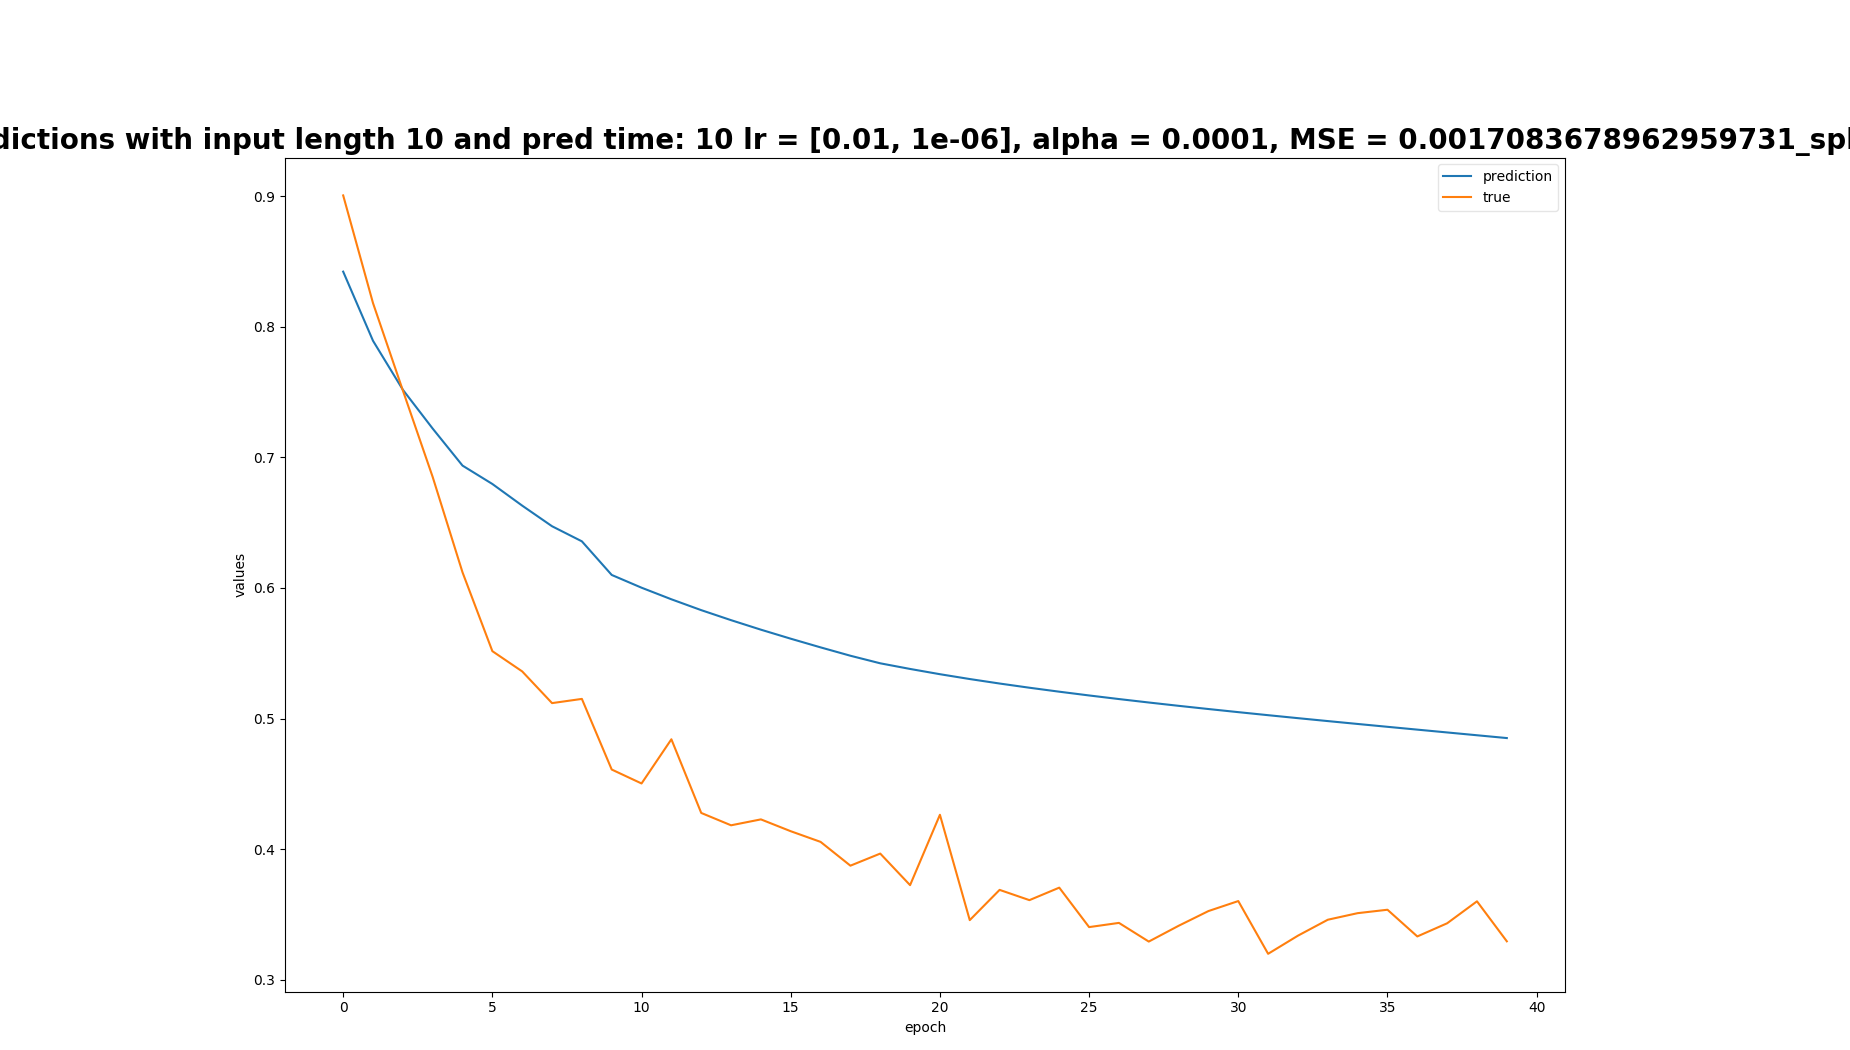 dictions with input length 10 and pred time: 10 lr = [0.01, 1e-06], alpha = 0.0001, MSE = 0.0017083678962959731_spl
prediction
true
0.9
0.8
0.7
0.6
0.5
0.4
0.3
values
0 5 10 15 20 25 30 35 40
epoch